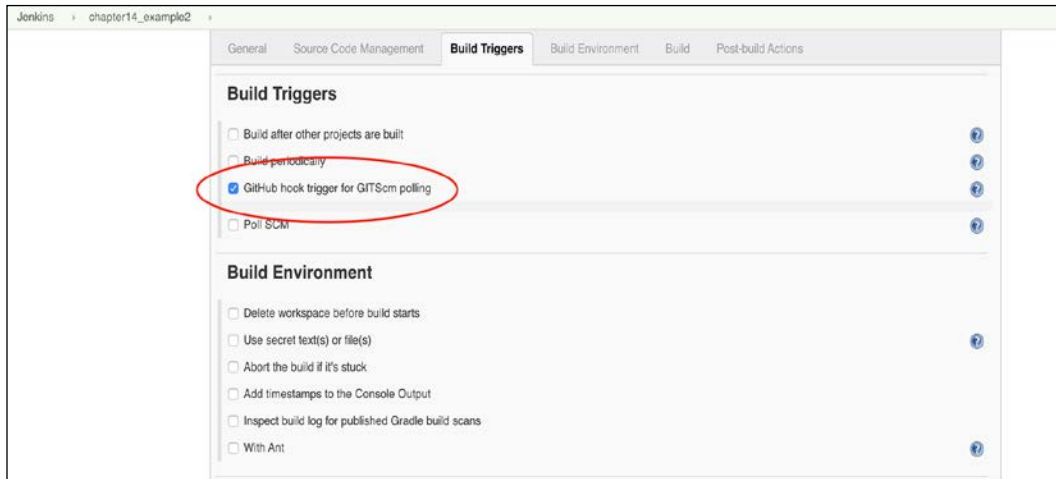 Jenkins › chapter14_example2 ›
General Source Code Management Build Triggers Build Environment Build Post-build Actions
Build Triggers
Build after other projects are built
Build periodically
GitHub hook trigger for GITScm polling
Poll SCM
Build Environment
Delete workspace before build starts
Use secret text(s) or file(s)
Abort the build if it's stuck
Add timestamps to the Console Output
Inspect build log for published Gradle build scans
With Ant